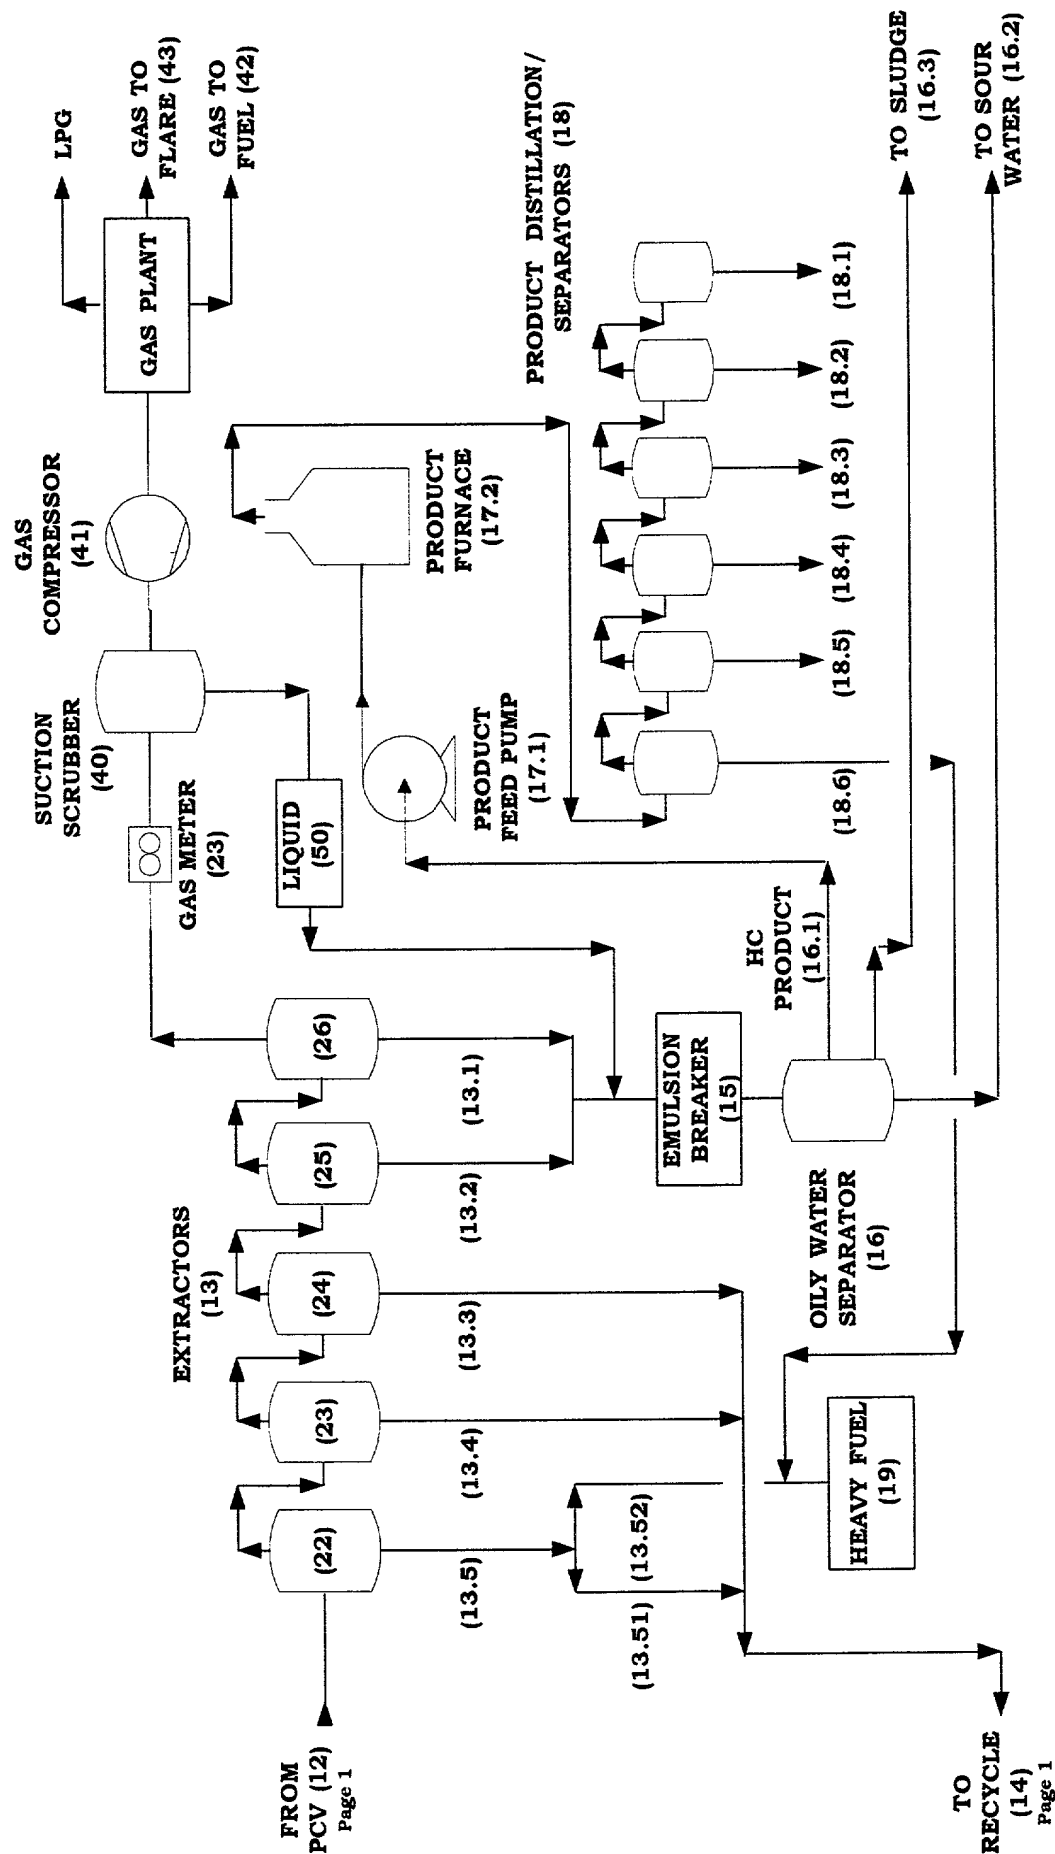 LPG
GAS TO
FLARE (43)
GAS TO
FUEL (42)
GAS PLANT
GAS
COMPRESSOR
(41)
SUCTION
SCRUBBER
(40)
GAS METER
(23)
LIQUID
(50)
PRODUCT
FURNACE
(17.2)
PRODUCT
FEED PUMP
(17.1)
PRODUCT DISTILLATION/
SEPARATORS (18)
(18.1)
(18.2)
(18.3)
(18.4)
(18.5)
(18.6)
TO SLUDGE
(16.3)
TO SOUR
WATER (16.2)
EXTRACTORS
(13)
(22)
(23)
(24)
(25)
(26)
(13.5)
(13.4)
(13.3)
(13.2)
(13.1)
(13.51)
(13.52)
HC
PRODUCT
(16.1)
EMULSION
BREAKER
(15)
OILY WATER
SEPARATOR
(16)
HEAVY FUEL
(19)
FROM
PCV (12)
Page 1
TO
RECYCLE
(14)
Page 1